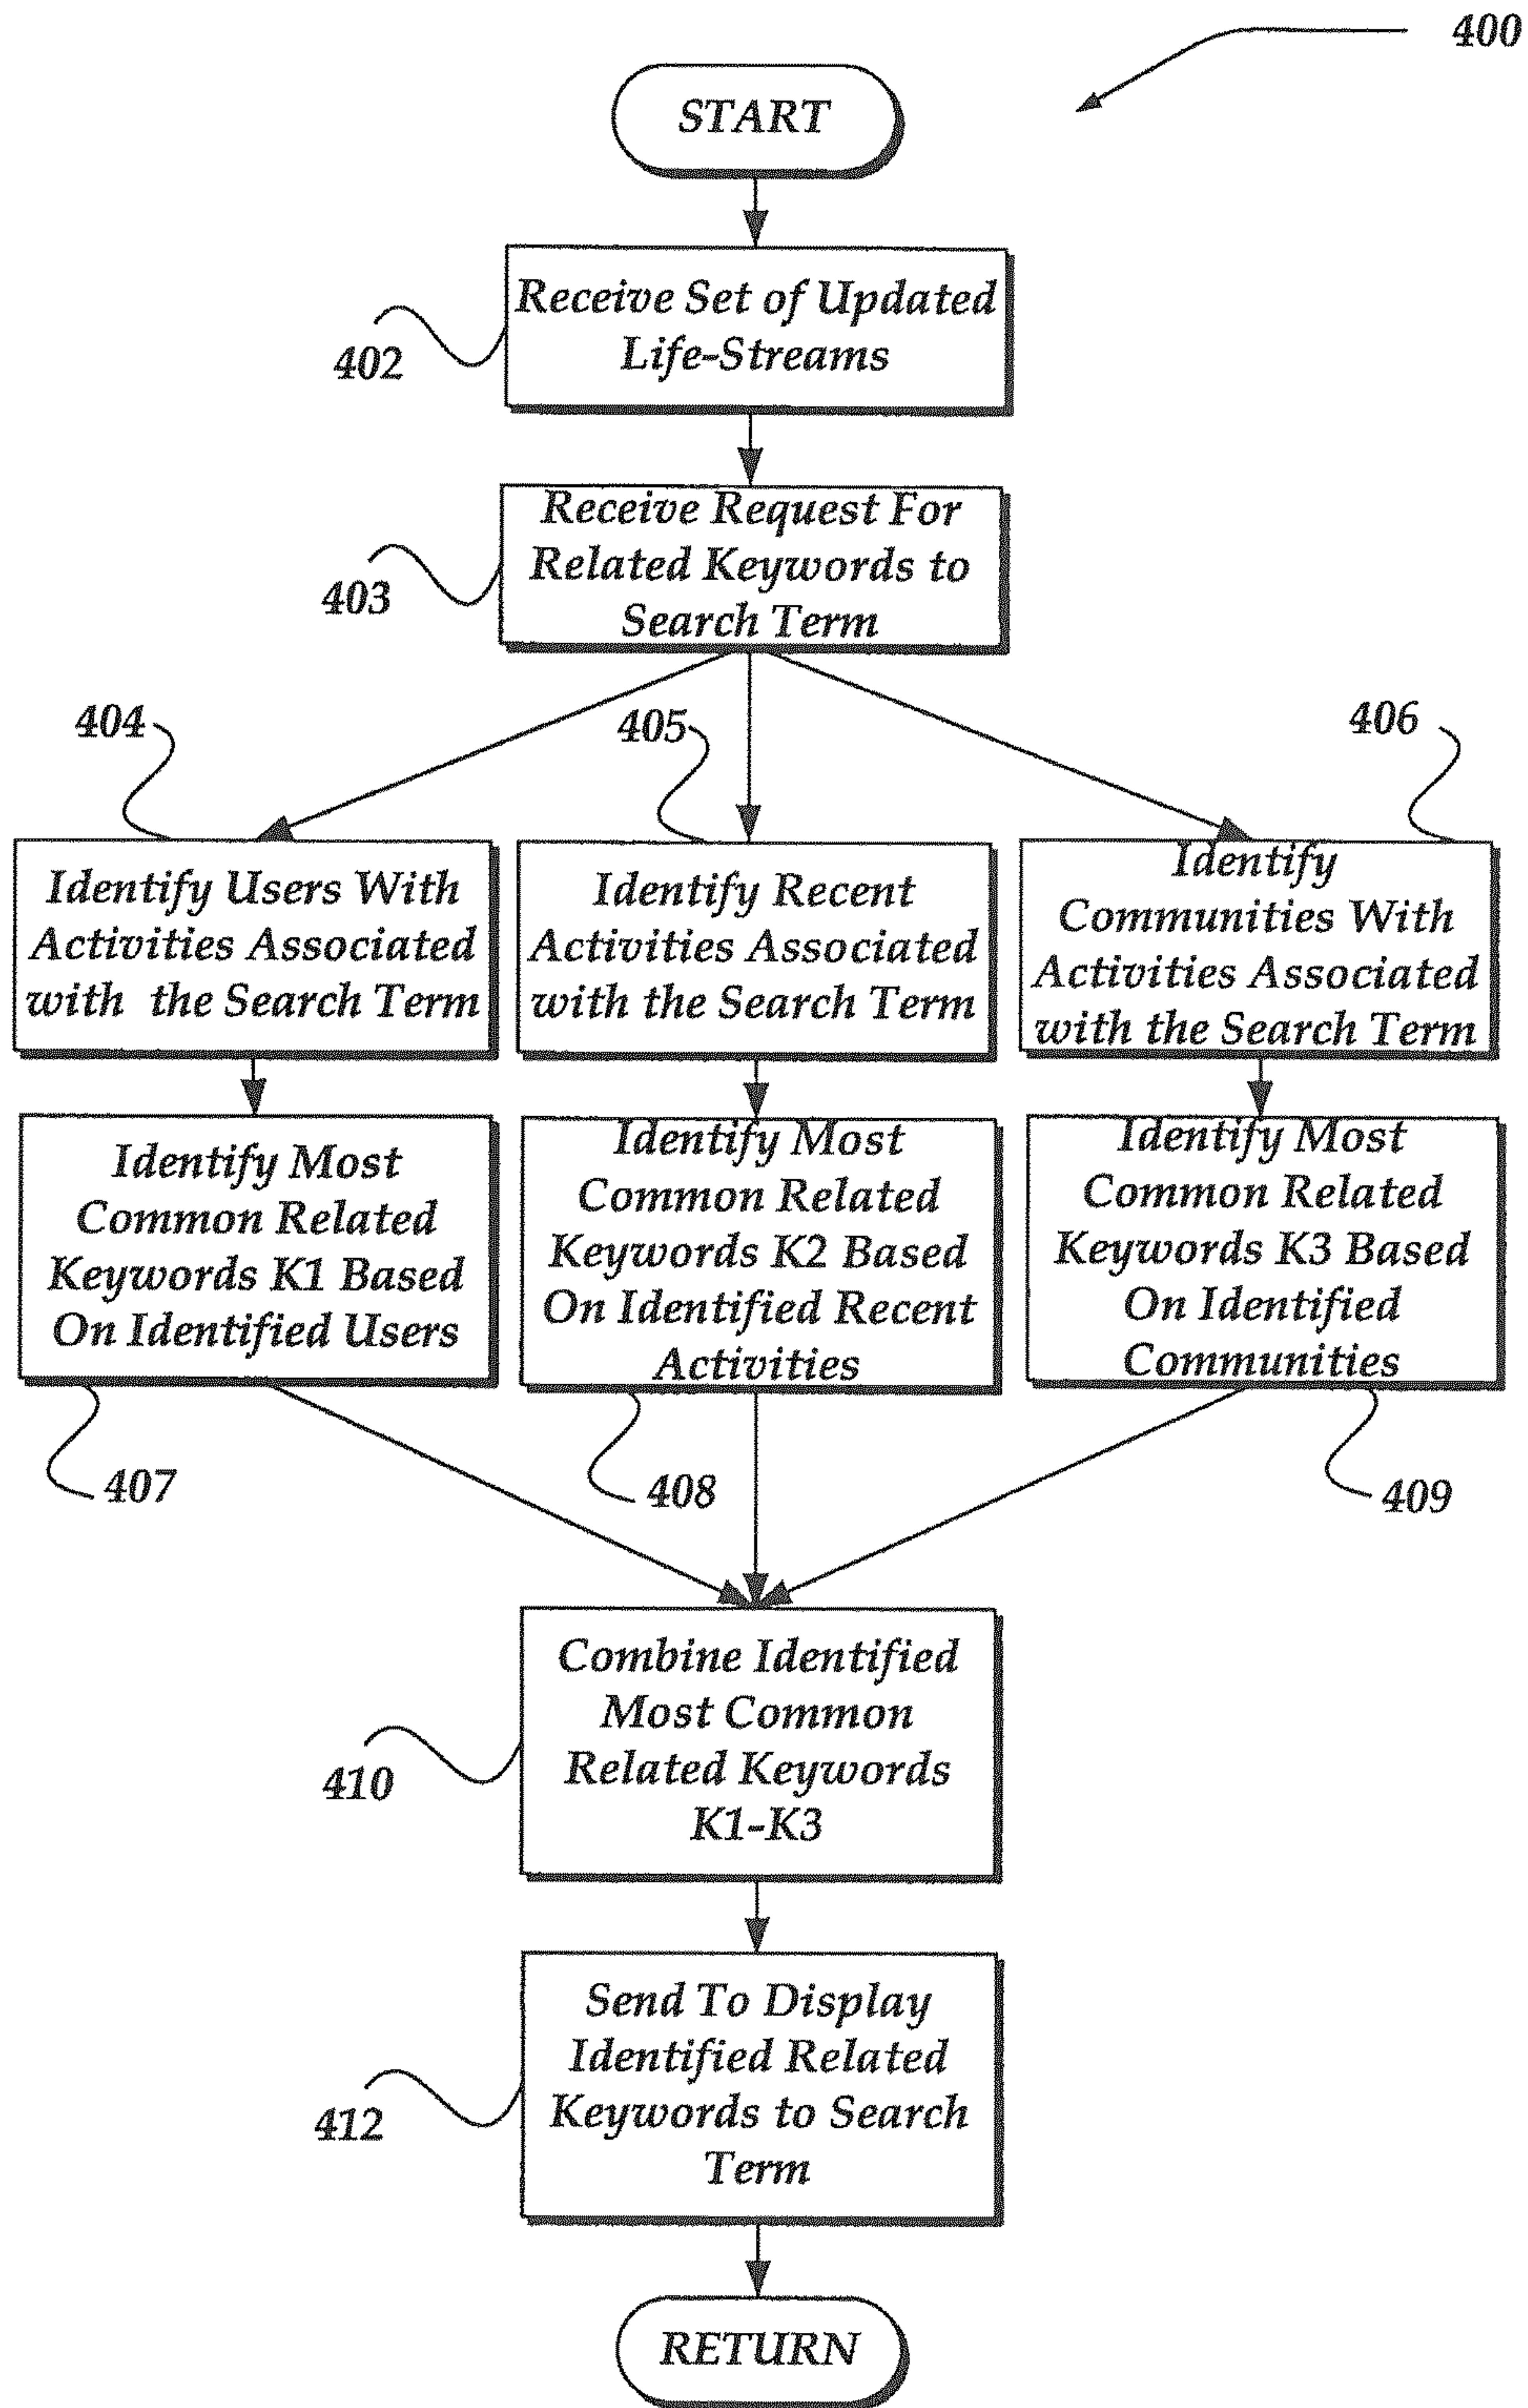 400
START
Receive Set of Updated
Life-Streams
402
Receive Request For
Related Keywords to
Search Term
403
404
405
406
Identify Users With
Activities Associated
with the Search Term
Identify Recent
Activities Associated
with the Search Term
Identify
Communities With
Activities Associated
with the Search Term
Identify Most
Common Related
Keywords K1 Based
On Identified Users
Identify Most
Common Related
Keywords K2 Based
On Identified Recent
Activities
Identify Most
Common Related
Keywords K3 Based
On Identified
Communities
407
408
409
Combine Identified
Most Common
Related Keywords
K1-K3
410
Send To Display
Identified Related
Keywords to Search
Term
412
RETURN